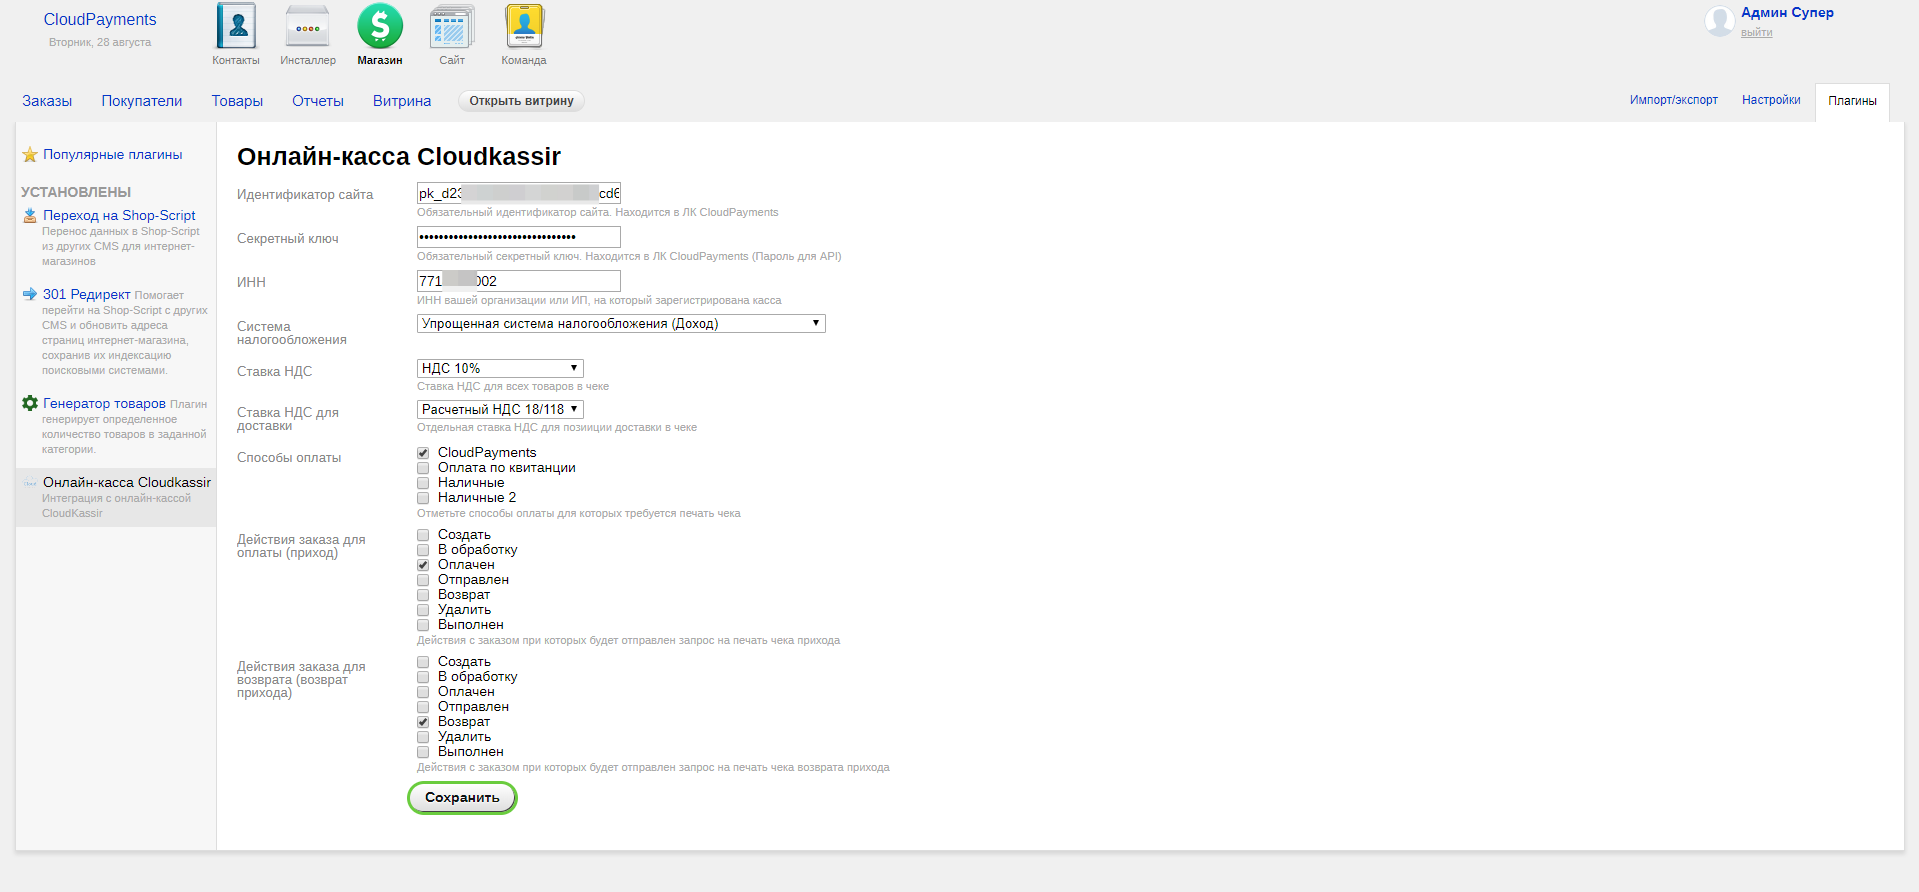 CloudPayments
Вторник, 28 августа
Контакты
Инсталлер
Магазин
Сайт
Команда
Админ Супер
выйти
Заказы
Покупатели
Товары
Отчеты
Витрина
Открыть витрину
Импорт/экспорт
Настройки
Плагины
Популярные плагины
УСТАНОВЛЕНЫ
Переход на Shop-Script
Перенос данных в Shop-Script
из других CMS для интернет-
магазинов
301 Редирект Помогает
перейти на Shop-Script с других
CMS и обновить адреса
страниц интернет-магазина,
сохранив их индексацию
поисковыми системами.
Генератор товаров Плагин
генерирует определенное
количество товаров в заданной
категории.
Онлайн-касса Cloudkassir
Интеграция с онлайн-кассой
CloudKassir
Онлайн-касса Cloudkassir
Идентификатор сайта
pk_d23 cd6
Обязательный идентификатор сайта. Находится в ЛК CloudPayments
Секретный ключ
••••••••••••••••••••••••••••••••
Обязательный секретный ключ. Находится в ЛК CloudPayments (Пароль для API)
ИНН
771 002
ИНН вашей организации или ИП, на который зарегистрирована касса
Система
налогообложения
Упрощенная система налогообложения (Доход)
Ставка НДС
НДС 10%
Ставка НДС для всех товаров в чеке
Ставка НДС для
доставки
Расчетный НДС 18/118
Отдельная ставка НДС для позиции доставки в чеке
Способы оплаты
CloudPayments
Оплата по квитанции
Наличные
Наличные 2
Отметьте способы оплаты для которых требуется печать чека
Действия заказа для
оплаты (приход)
Создать
В обработку
Оплачен
Отправлен
Возврат
Удалить
Выполнен
Действия с заказом при которых будет отправлен запрос на печать чека прихода
Действия заказа для
возврата (возврат
прихода)
Создать
В обработку
Оплачен
Отправлен
Возврат
Удалить
Выполнен
Действия с заказом при которых будет отправлен запрос на печать чека возврата прихода
Сохранить